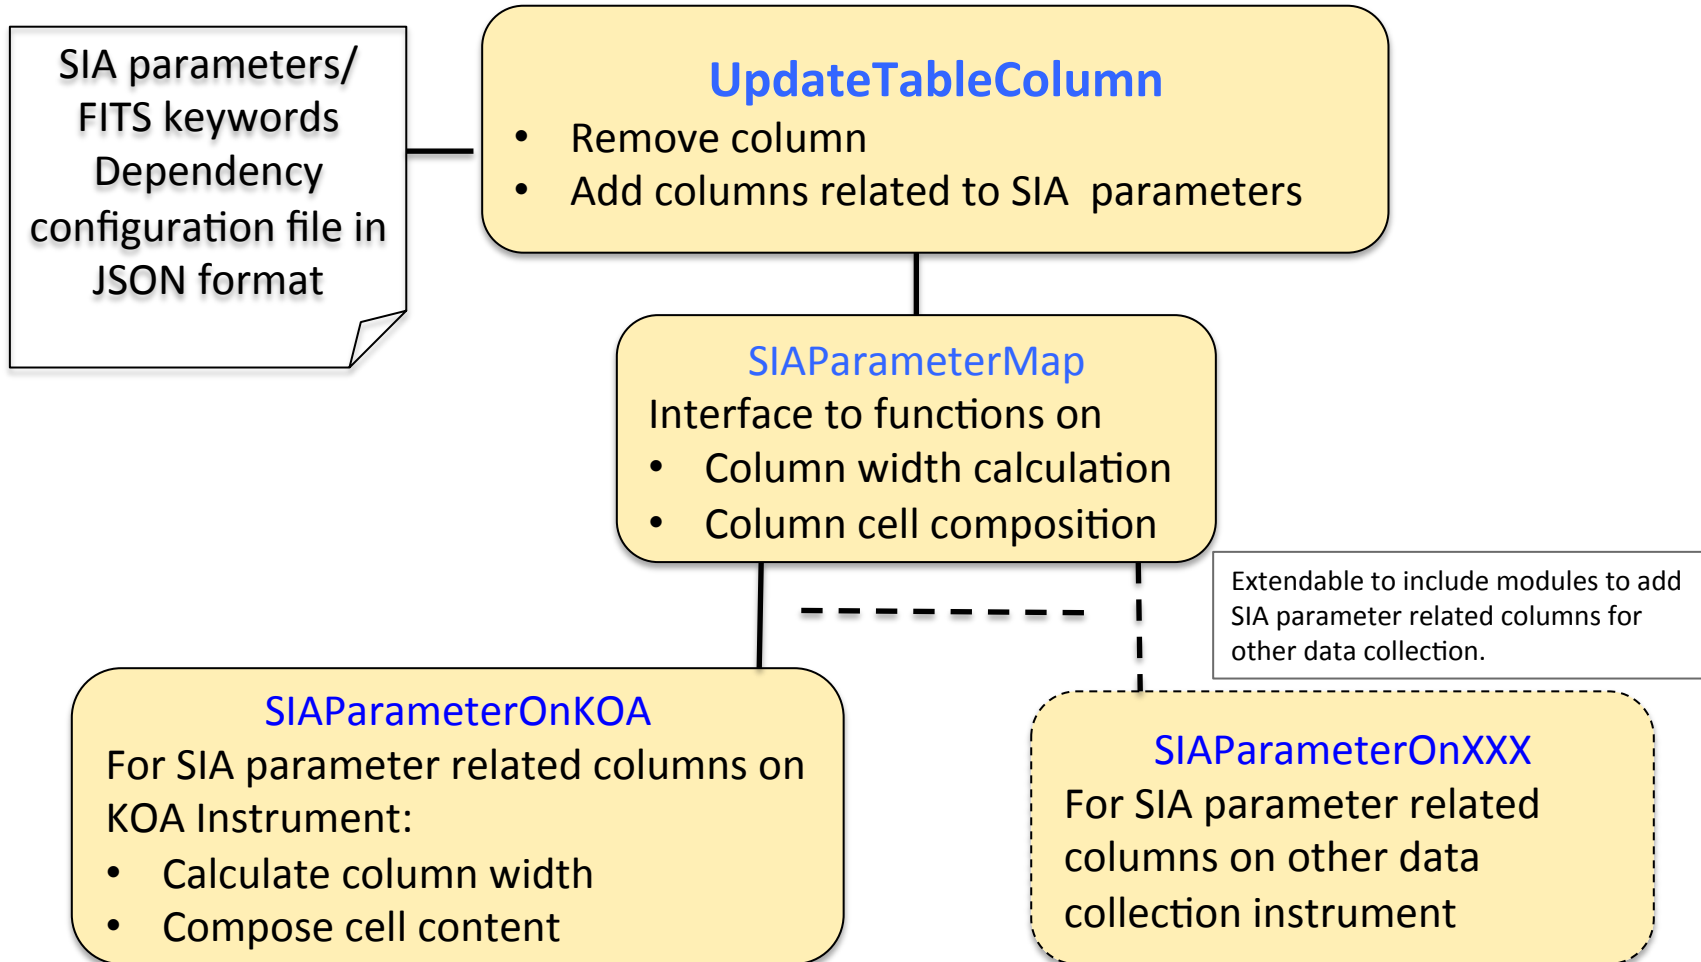 SIA parameters/
FITS keywords
Dependency
configuration file in
JSON format
UpdateTableColumn
• Remove column
• Add columns related to SIA parameters
SIAParameterMap
Interface to functions on
• Column width calculation
• Column cell composition
Extendable to include modules to add
SIA parameter related columns for
other data collection.
SIAParameterOnKOA
For SIA parameter related columns on
KOA Instrument:
• Calculate column width
• Compose cell content
SIAParameterOnXXX
For SIA parameter related
columns on other data
collection instrument